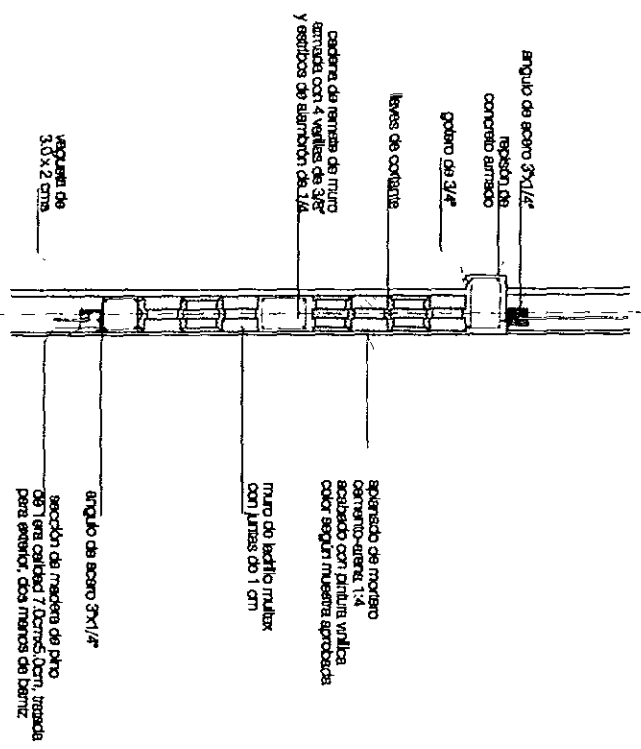 angulo de acero 3"x1/4"
repisón de
concreto armado
gotero de 3/4"
llaves de cortante
cadena de remate de muro
armada con 4 varillas de 3/8"
y estribos de alambrón de 1/4
vaquueta de
3.0 x 2 cms
aplanado de mortero
cemento-arena 1:4
acabado con pintura vinílica
color según muestra aprobada
muro de ladrillo multex
con juntas de 1 cm
angulo de acero 3"x1/4"
sección de madera de pino
de 1era calidad 7.0cmx5.0cm, tratada
para exterior, dos manos de barniz